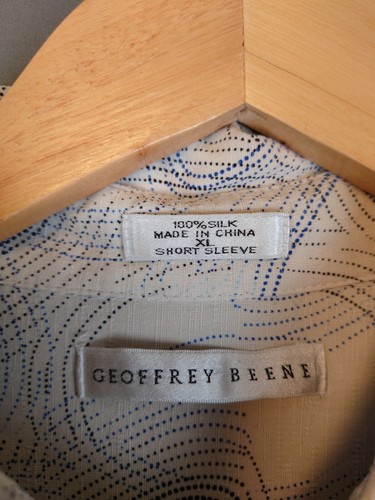 100% SILK
MADE IN CHINA
XL
SHORT SLEEVE
GEOFFREY BEENE